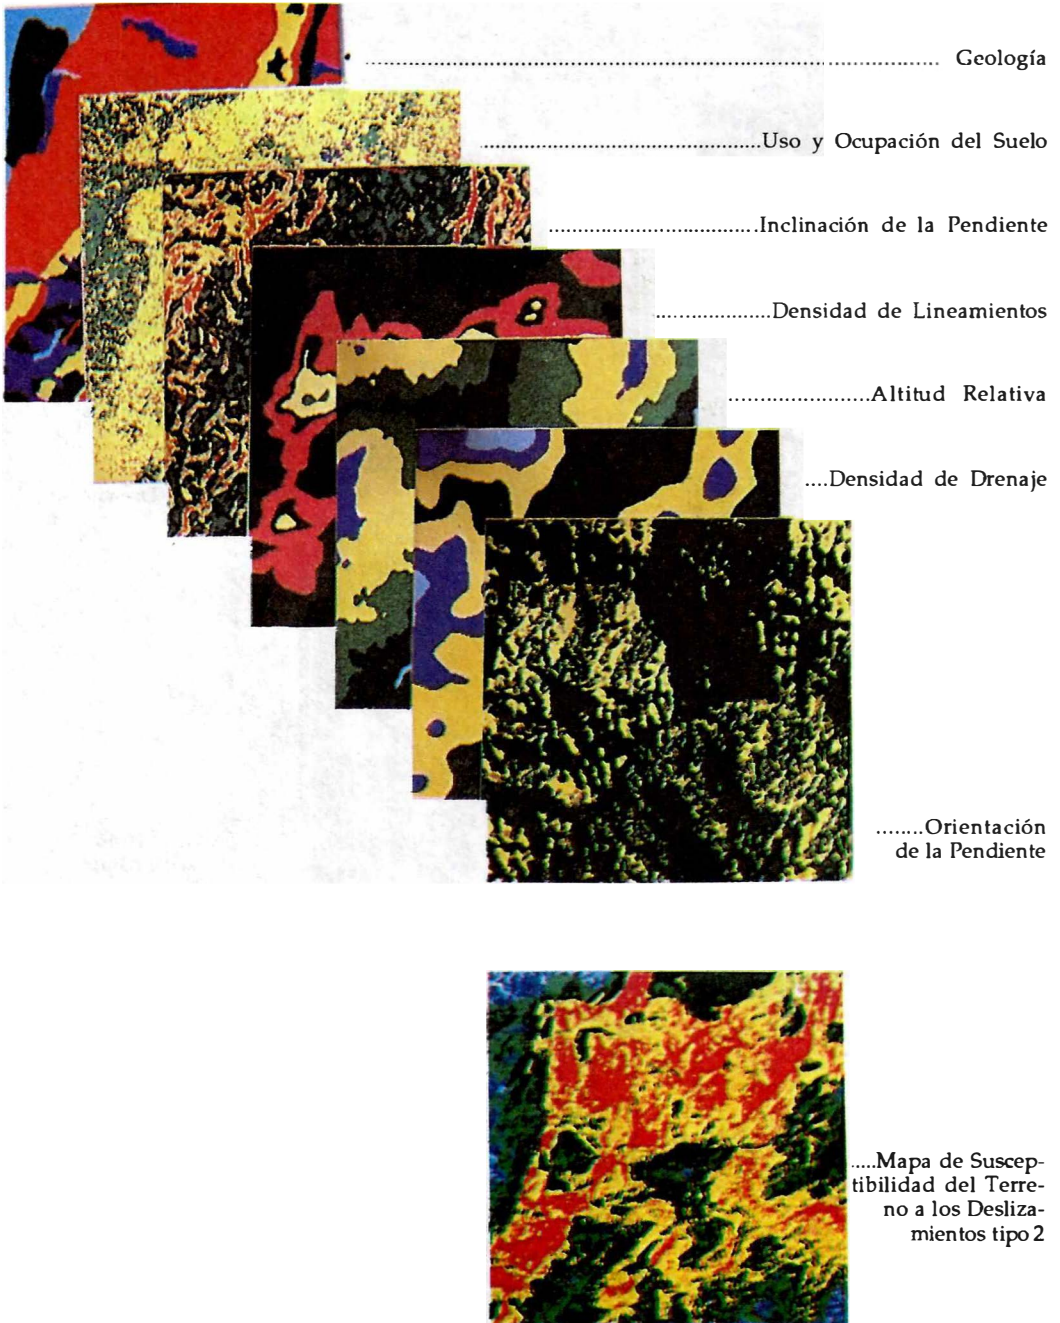 ........................................ Geología
........................................Uso y Ocupación del Suelo
....................................Inclinación de la Pendiente
....................Densidad de Lineamientos
........................Altitud Relativa
....Densidad de Drenaje
........Orientación
de la Pendiente
.....Mapa de Suscep-
tibilidad del Terre-
no a los Desliza-
mientos tipo 2